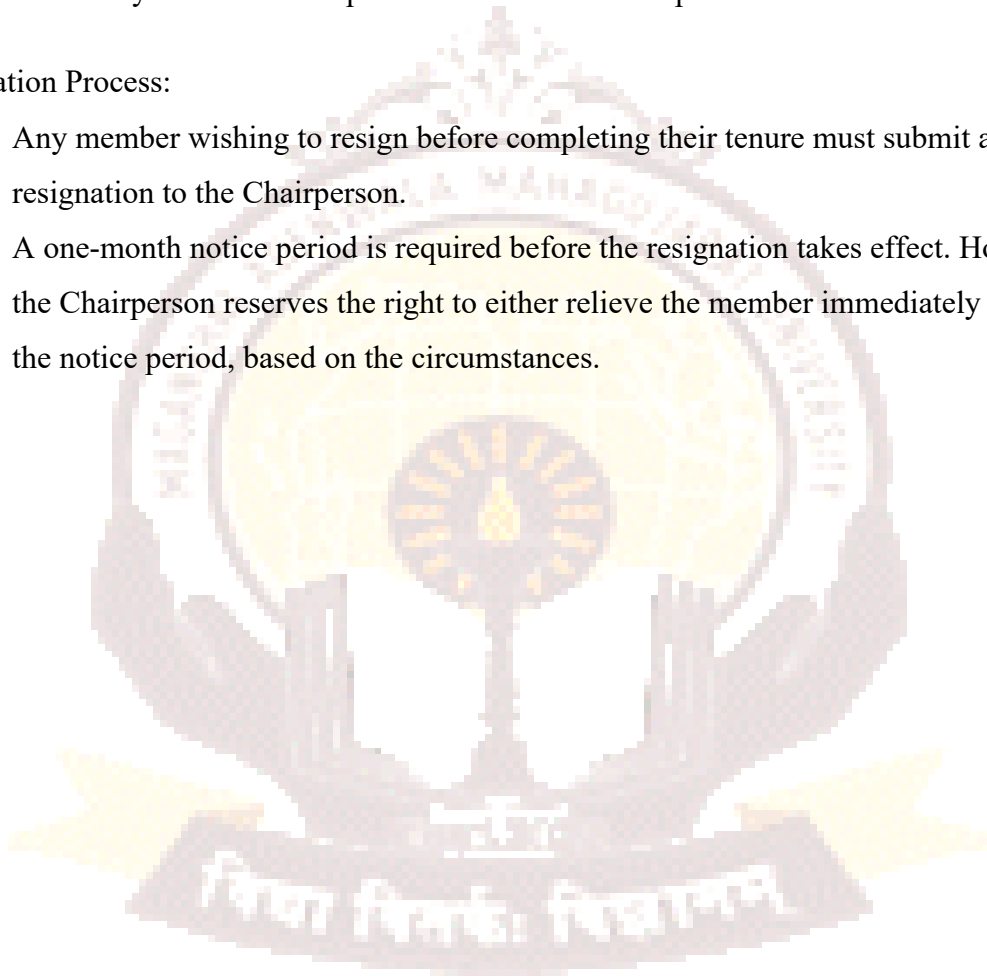 ation Process:
Any member wishing to resign before completing their tenure must submit a
resignation to the Chairperson.
A one-month notice period is required before the resignation takes effect. Ho
the Chairperson reserves the right to either relieve the member immediately
the notice period, based on the circumstances.